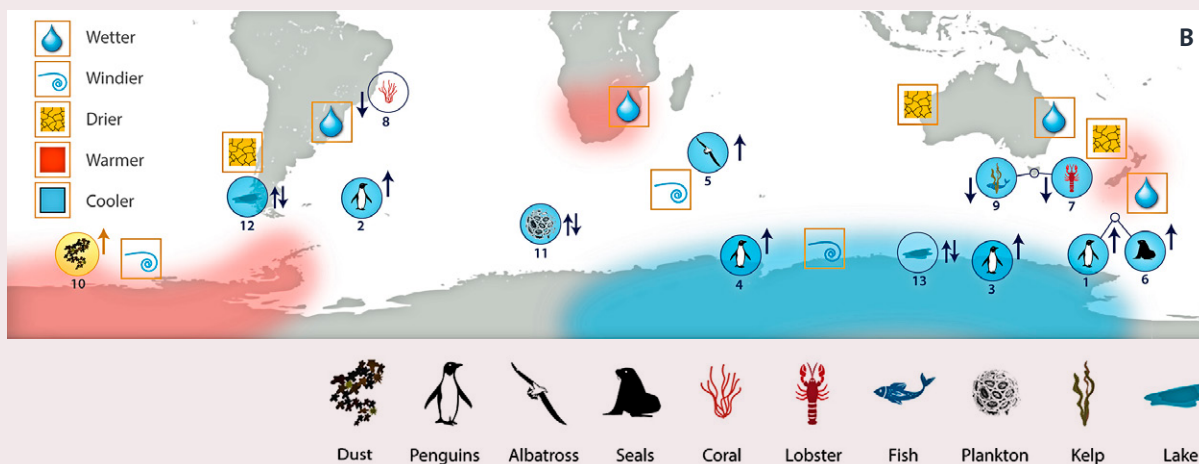 B
Wetter
Windier
Drier
Warmer
Cooler
8
5
12
2
9
7
11
10
4
13
3
1
6
Dust
Penguins
Albatross
Seals
Coral
Lobster
Fish
Plankton
Kelp
Lake